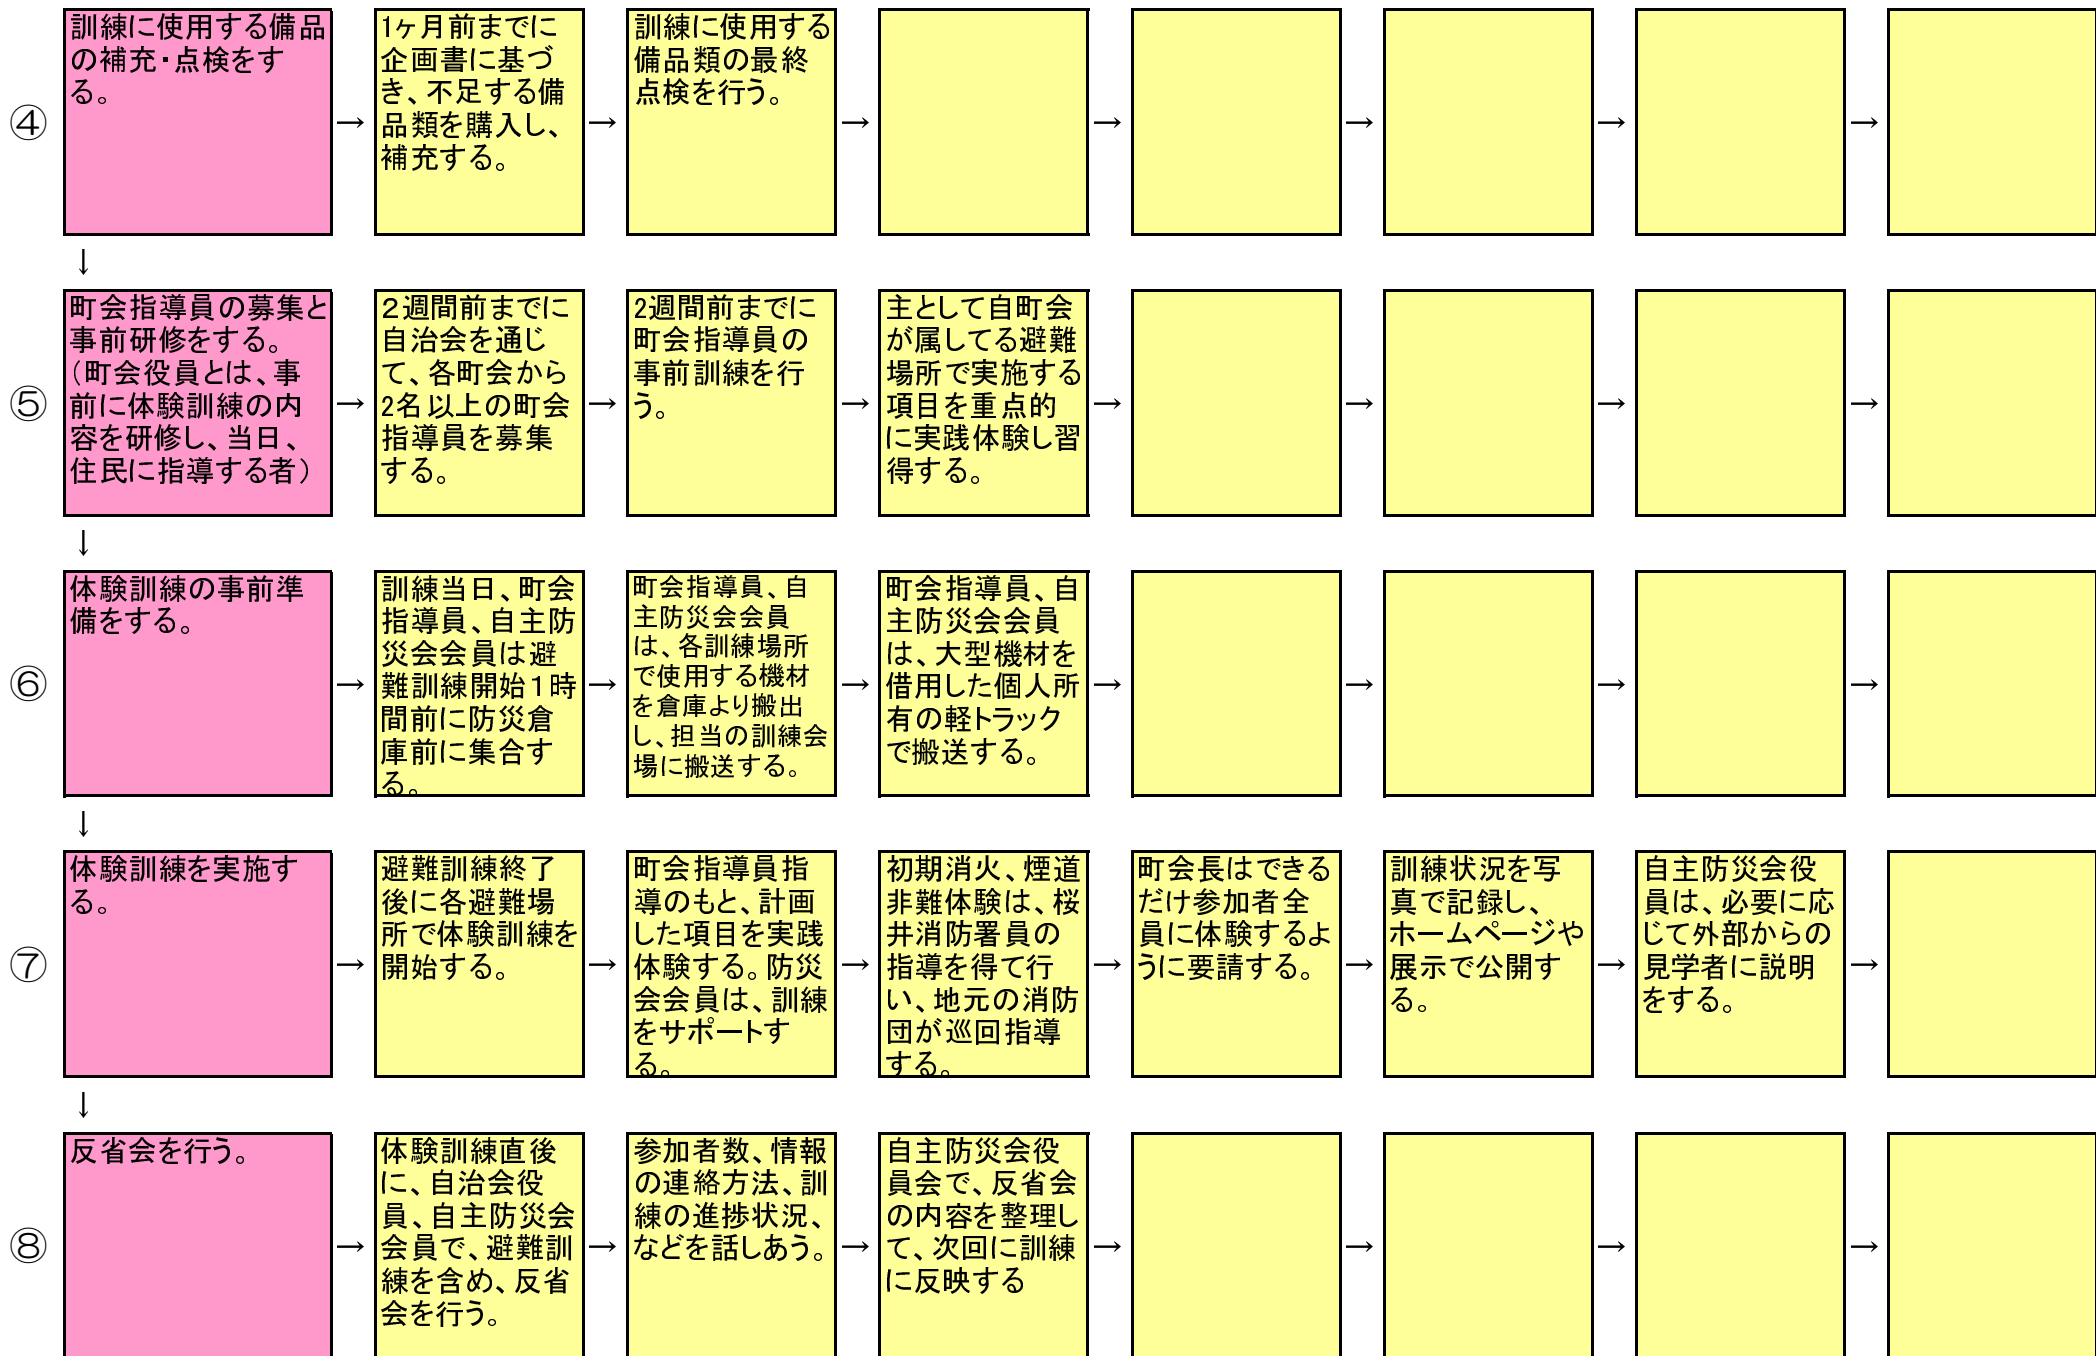 ④
訓練に使用する備品
の補充・点検をす
る。
→
1ヶ月前までに
企画書に基づ
き、不足する備
品類を購入し、
補充する。
→
訓練に使用する
備品類の最終
点検を行う。
→
→
→
→
→
↓
⑤
町会指導員の募集と
事前研修をする。
（町会役員とは、事
前に体験訓練の内
容を研修し、当日、
住民に指導する者）
→
２週間前までに
自治会を通じ
て、各町会から
2名以上の町会
指導員を募集
する。
→
2週間前までに
町会指導員の
事前訓練を行
う。
→
主として自町会
が属してる避難
場所で実施する
項目を重点的
に実践体験し習
得する。
→
→
→
→
↓
⑥
体験訓練の事前準
備をする。
→
訓練当日、町会
指導員、自主防
災会会員は避
難訓練開始１時
間前に防災倉
庫前に集合す
る。
→
町会指導員、自
主防災会会員
は、各訓練場所
で使用する機材
を倉庫より搬出
し、担当の訓練会
場に搬送する。
→
町会指導員、自
主防災会会員
は、大型機材を
借用した個人所
有の軽トラック
で搬送する。
→
→
→
→
↓
⑦
体験訓練を実施す
る。
→
避難訓練終了
後に各避難場
所で体験訓練を
開始する。
→
町会指導員指
導のもと、計画
した項目を実践
体験する。防災
会会員は、訓練
をサポートす
る。
→
初期消火、煙道
非難体験は、桜
井消防署員の
指導を得て行
い、地元の消防
団が巡回指導
する。
→
町会長はできる
だけ参加者全
員に体験するよ
うに要請する。
→
訓練状況を写
真で記録し、
ホームページや
展示で公開す
る。
→
自主防災会役
員は、必要に応
じて外部からの
見学者に説明
をする。
→
↓
⑧
反省会を行う。
→
体験訓練直後
に、自治会役
員、自主防災会
会員で、避難訓
練を含め、反省
会を行う。
→
参加者数、情報
の連絡方法、訓
練の進捗状況、
などを話しあう。
→
自主防災会役
員会で、反省会
の内容を整理し
て、次回に訓練
に反映する
→
→
→
→